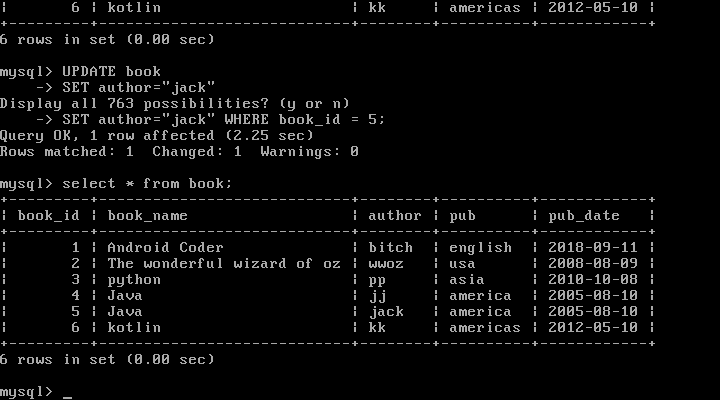 ¦       6 ¦ kotlin                  ¦ kk     ¦ americas ¦ 2012-05-10 ¦
+---------+-------------------------+--------+----------+------------+
6 rows in set (0.00 sec)
mysql> UPDATE book
    -> SET author="jack"
Display all 763 possibilities? (y or n)
    -> SET author="jack" WHERE book_id = 5;
Query OK, 1 row affected (2.25 sec)
Rows matched: 1  Changed: 1  Warnings: 0
mysql> select * from book;
+---------+-------------------------+--------+----------+------------+
¦ book_id ¦ book_name               ¦ author ¦ pub      ¦ pub_date   ¦
+---------+-------------------------+--------+----------+------------+
¦       1 ¦ Android Coder           ¦ bitch  ¦ english  ¦ 2018-09-11 ¦
¦       2 ¦ The wonderful wizard of oz ¦ wwoz   ¦ usa      ¦ 2008-08-09 ¦
¦       3 ¦ python                  ¦ pp     ¦ asia     ¦ 2010-10-08 ¦
¦       4 ¦ Java                    ¦ jj     ¦ america  ¦ 2005-08-10 ¦
¦       5 ¦ Java                    ¦ jack   ¦ america  ¦ 2005-08-10 ¦
¦       6 ¦ kotlin                  ¦ kk     ¦ americas ¦ 2012-05-10 ¦
+---------+-------------------------+--------+----------+------------+
6 rows in set (0.00 sec)
mysql> _